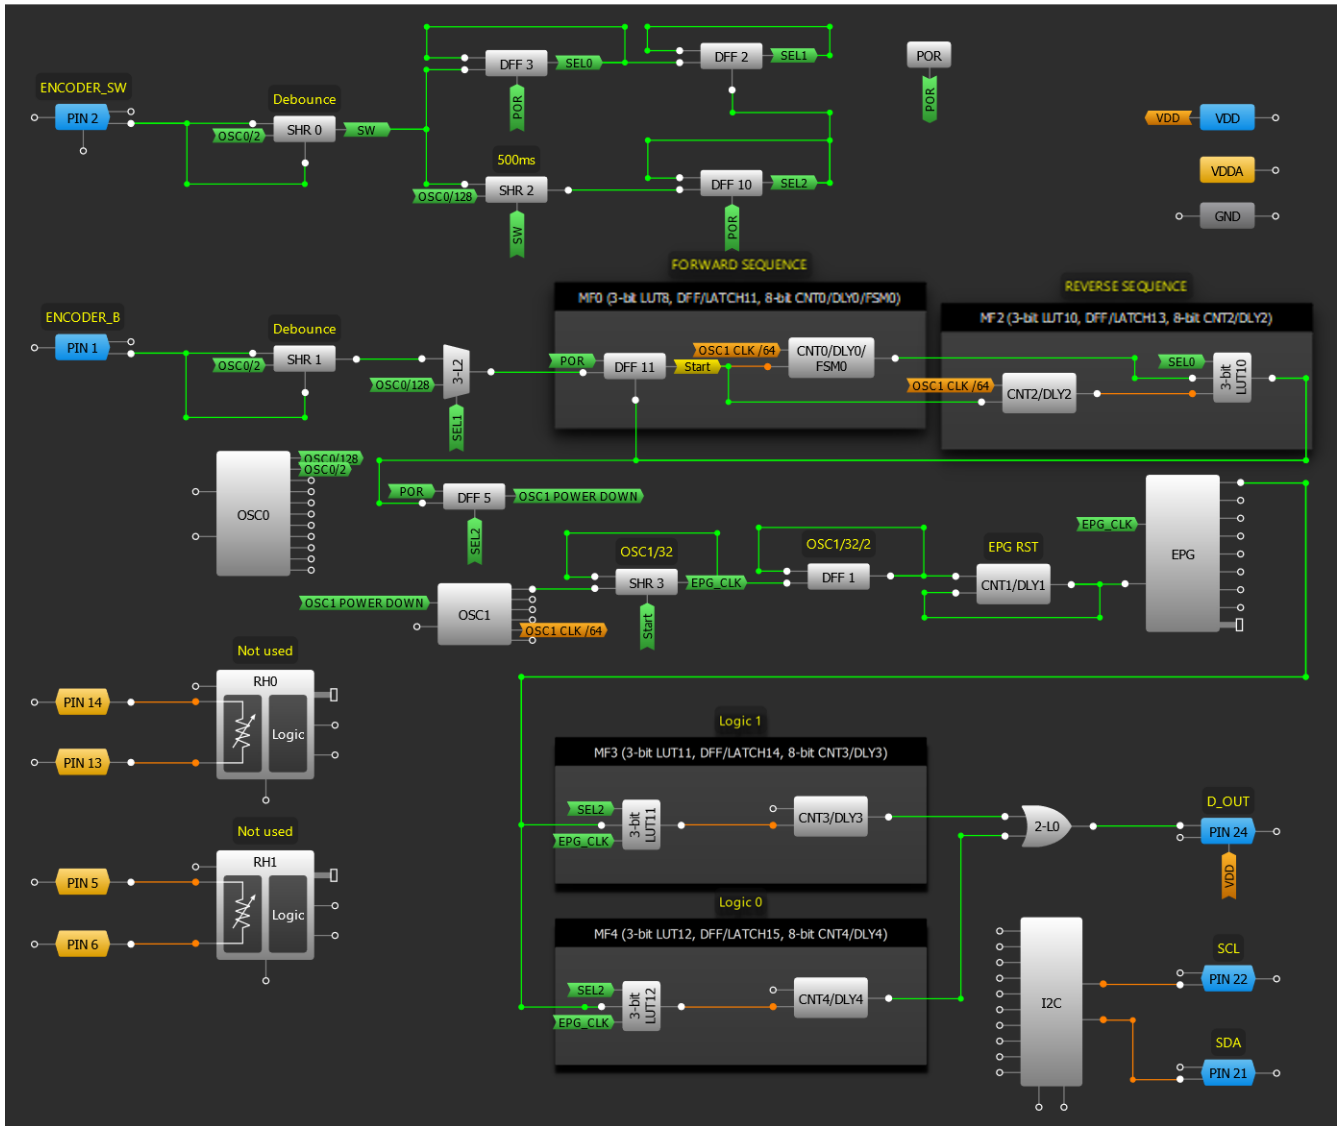 ENCODER_SW
PIN 2
Debounce
OSC0/2
SHR 0
SW
DFF 3
SEL0
POR
500ms
OSC0/128
SHR 2
SW
DFF 2
SEL1
DFF 10
SEL2
POR
POR
POR
VDD
VDD
VDDA
GND
FORWARD SEQUENCE
MF0 (3-bit LUT8, DFF/LATCH11, 8-bit CNT0/DLY0/FSM0)
POR
DFF 11
Start
OSC1 CLK /64
CNT0/DLY0/
FSM0
REVERSE SEQUENCE
MF2 (3-bit LUT10, DFF/LATCH13, 8-bit CNT2/DLY2)
OSC1 CLK /64
CNT2/DLY2
SEL0
3-bit
LUT10
ENCODER_B
PIN 1
Debounce
OSC0/2
SHR 1
OSC0/128
3-L2
SEL1
OSC0
OSC0/128
OSC0/2
POR
DFF 5
OSC1 POWER DOWN
SEL2
OSC1 POWER DOWN
OSC1
OSC1 CLK /64
OSC1/32
SHR 3
EPG_CLK
Start
OSC1/32/2
DFF 1
EPG RST
CNT1/DLY1
EPG_CLK
EPG
Not used
RH0
PIN 14
PIN 13
Logic
Not used
RH1
PIN 5
PIN 6
Logic
Logic 1
MF3 (3-bit LUT11, DFF/LATCH14, 8-bit CNT3/DLY3)
SEL2
EPG_CLK
3-bit
LUT11
CNT3/DLY3
Logic 0
MF4 (3-bit LUT12, DFF/LATCH15, 8-bit CNT4/DLY4)
SEL2
EPG_CLK
3-bit
LUT12
CNT4/DLY4
2-L0
D_OUT
PIN 24
VDD
I2C
SCL
PIN 22
SDA
PIN 21